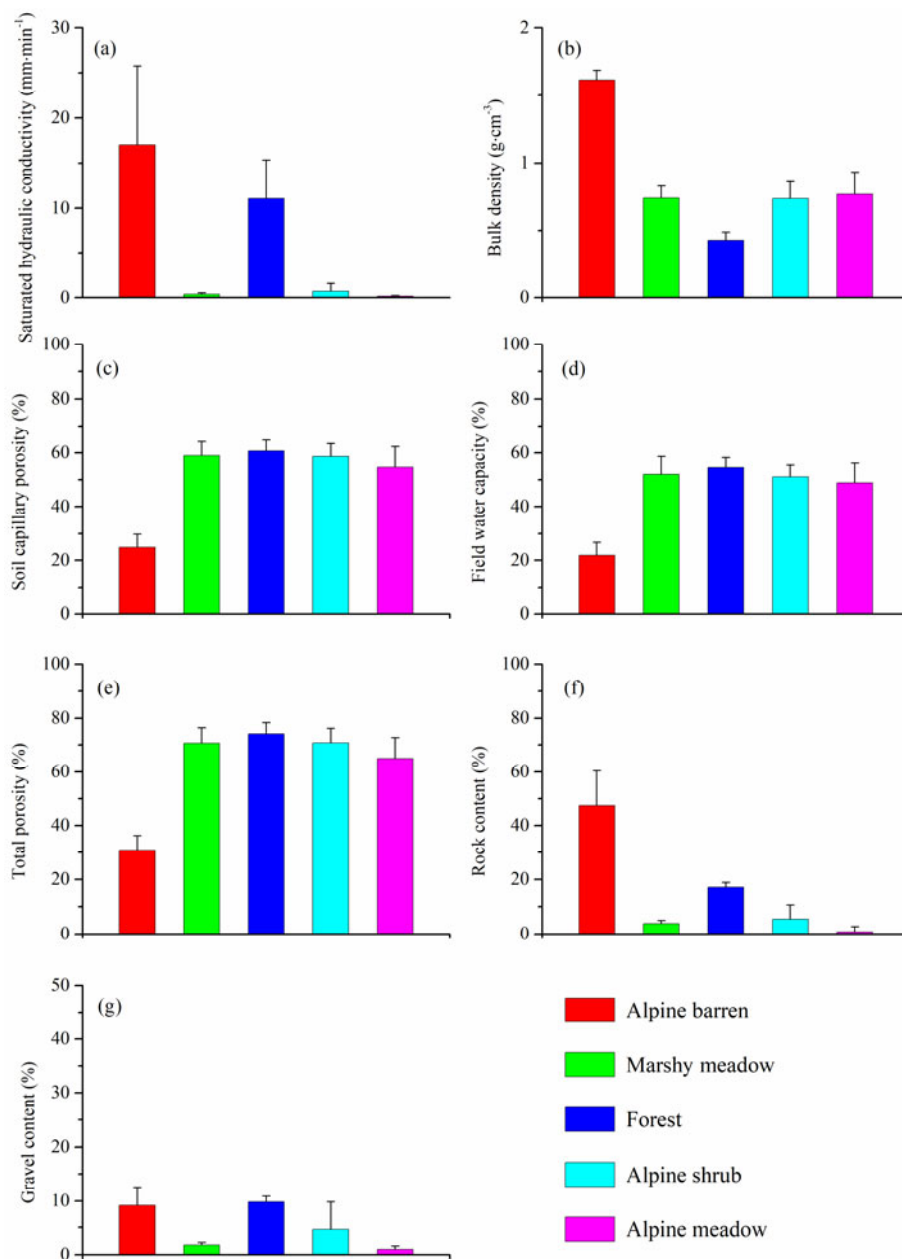 (a)
Saturated hydraulic conductivity (mm·min⁻¹)
30
20
10
0
(b)
Bulk density (g·cm⁻³)
2
1
0
(c)
Soil capillary porosity (%)
100
80
60
40
20
0
(d)
Field water capacity (%)
100
80
60
40
20
0
(e)
Total porosity (%)
100
80
60
40
20
0
(f)
Rock content (%)
100
80
60
40
20
0
(g)
Gravel content (%)
50
40
30
20
10
0
Alpine barren
Marshy meadow
Forest
Alpine shrub
Alpine meadow